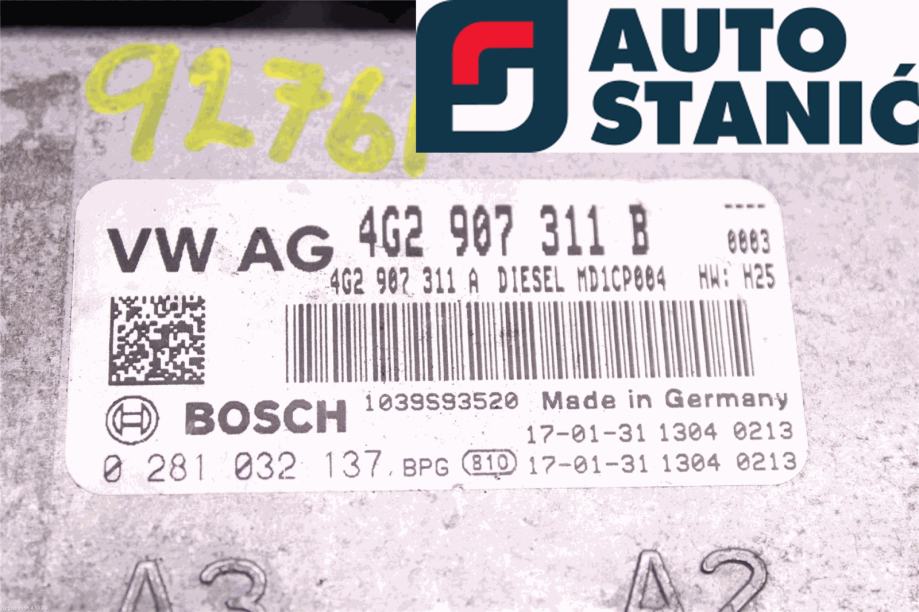 9276
AUTO
STANIĆ
VW AG 4G2 907 311 B
----
0003
4G2 907 311 A DIESEL MD1CP004 HW: H25
BOSCH 1039S93520 Made in Germany
17-01-31 1304 0213
0 281 032 137 BPG 810 17-01-31 1304 0213
A3 A2